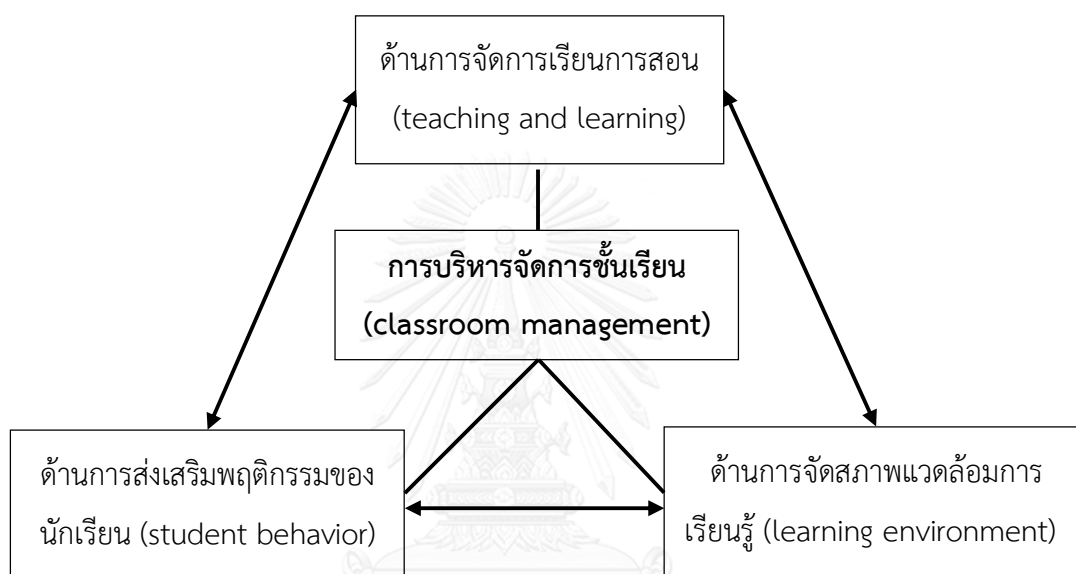 ด้านการจัดการเรียนการสอน
(teaching and learning)
การบริหารจัดการชั้นเรียน
(classroom management)
ด้านการส่งเสริมพฤติกรรมของ
นักเรียน (student behavior)
ด้านการจัดสภาพแวดล้อมการ
เรียนรู้ (learning environment)